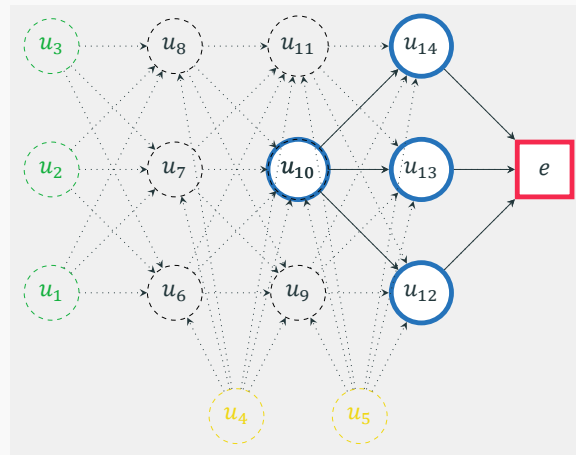 u₃ u₈ u₁₁ u₁₄
u₂ u₇ u₁₀ u₁₃ e
u₁ u₆ u₉ u₁₂
u₄ u₅